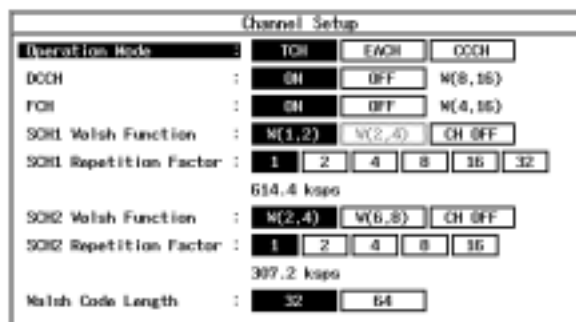 Channel Setup
Operation Mode : TCH EACH CCCH
DCCH : ON OFF W(8,16)
FCH : ON OFF W(4,16)
SCH1 Walsh Function : W(1,2) W(2,4) CH OFF
SCH1 Repetition Factor : 1 2 4 8 16 32
614.4 ksps
SCH2 Walsh Function : W(2,4) W(6,8) CH OFF
SCH2 Repetition Factor : 1 2 4 8 16
307.2 ksps
Walsh Code Length : 32 64